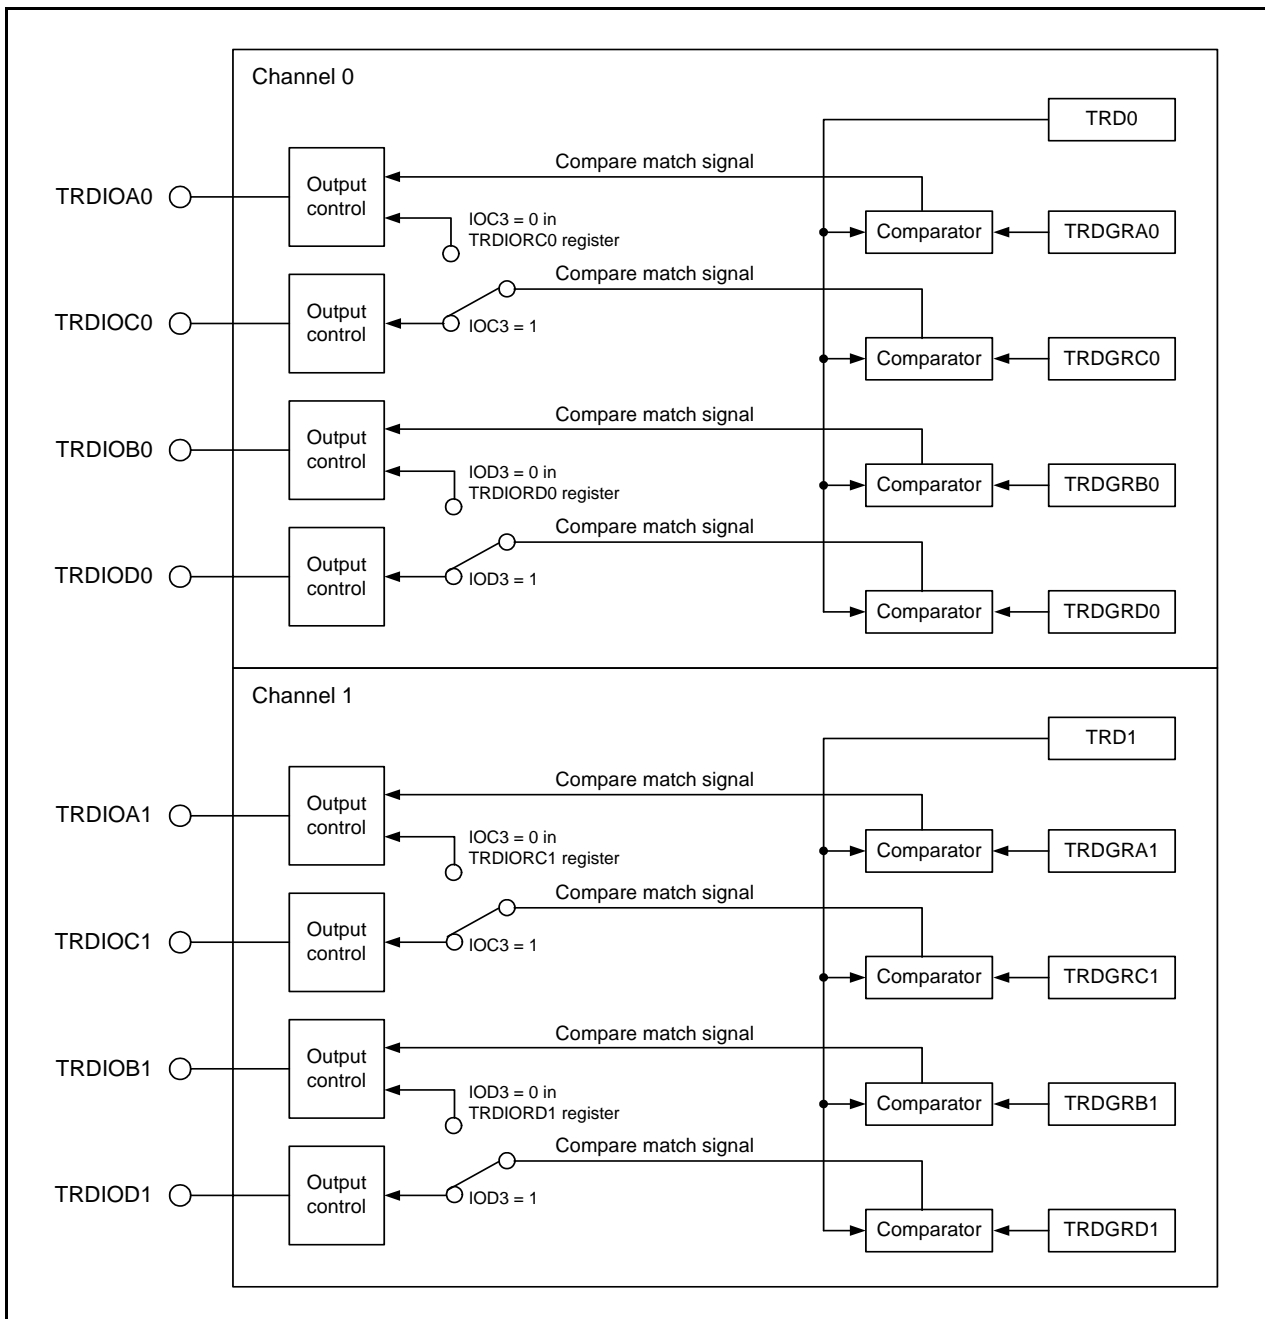 Channel 0
TRD0
Compare match signal
TRDIOA0
Output
control
IOC3 = 0 in
TRDIORC0 register
Comparator
TRDGRA0
Compare match signal
TRDIOC0
Output
control
IOC3 = 1
Comparator
TRDGRC0
Compare match signal
TRDIOB0
Output
control
IOD3 = 0 in
TRDIORD0 register
Comparator
TRDGRB0
Compare match signal
TRDIOD0
Output
control
IOD3 = 1
Comparator
TRDGRD0
Channel 1
TRD1
Compare match signal
TRDIOA1
Output
control
IOC3 = 0 in
TRDIORC1 register
Comparator
TRDGRA1
Compare match signal
TRDIOC1
Output
control
IOC3 = 1
Comparator
TRDGRC1
Compare match signal
TRDIOB1
Output
control
IOD3 = 0 in
TRDIORD1 register
Comparator
TRDGRB1
Compare match signal
TRDIOD1
Output
control
IOD3 = 1
Comparator
TRDGRD1